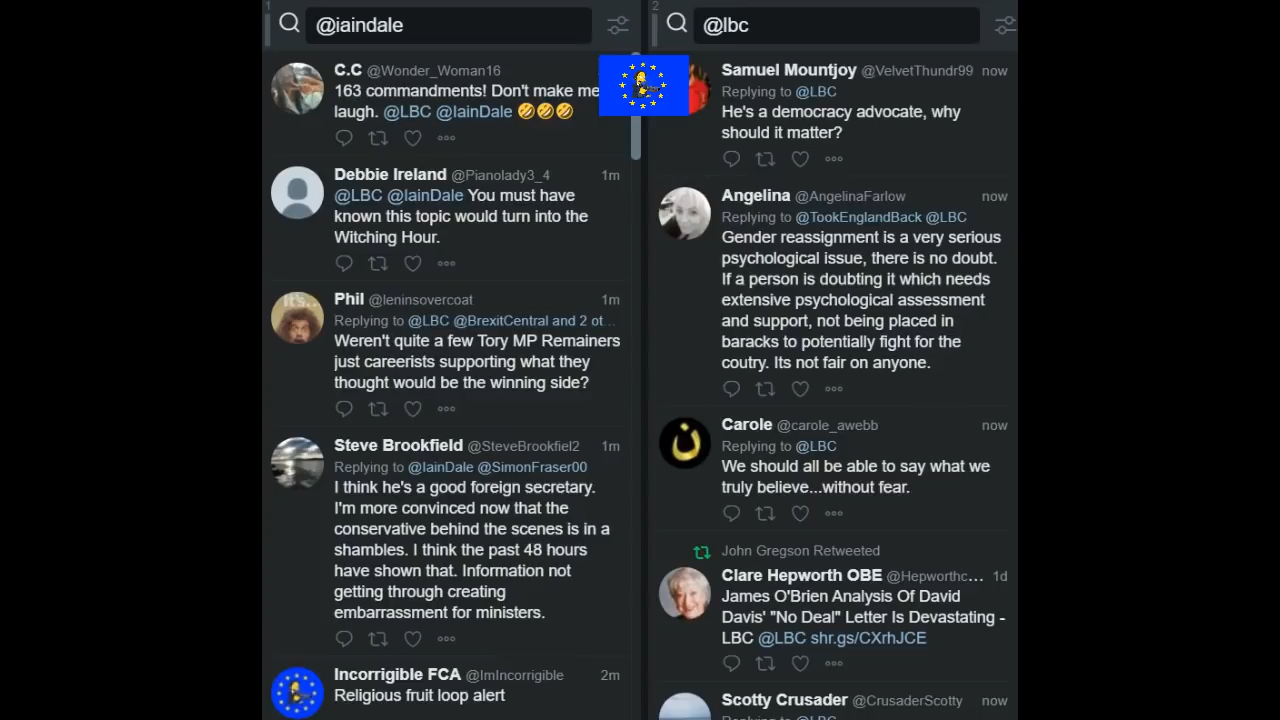 1
@iaindale
C.C @Wonder_Woman16
163 commandments! Don't make me
laugh. @LBC @IainDale 🤣🤣🤣
Debbie Ireland @Pianolady3_4 1m
@LBC @IainDale You must have
known this topic would turn into the
Witching Hour.
Phil @leninsovercoat 1m
Replying to @LBC @BrexitCentral and 2 ot...
Weren't quite a few Tory MP Remainers
just careerists supporting what they
thought would be the winning side?
Steve Brookfield @SteveBrookfiel2 1m
Replying to @IainDale @SimonFraser00
I think he's a good foreign secretary.
I'm more convinced now that the
conservative behind the scenes is in a
shambles. I think the past 48 hours
have shown that. Information not
getting through creating
embarrassment for ministers.
Incorrigible FCA @ImIncorrigible 2m
Religious fruit loop alert
2
@lbc
Samuel Mountjoy @VelvetThundr99 now
Replying to @LBC
He's a democracy advocate, why
should it matter?
Angelina @AngelinaFarlow now
Replying to @TookEnglandBack @LBC
Gender reassignment is a very serious
psychological issue, there is no doubt.
If a person is doubting it which needs
extensive psychological assessment
and support, not being placed in
baracks to potentially fight for the
coutry. Its not fair on anyone.
Carole @carole_awebb now
Replying to @LBC
We should all be able to say what we
truly believe...without fear.
John Gregson Retweeted
Clare Hepworth OBE @Hepworthc... 1d
James O'Brien Analysis Of David
Davis' "No Deal" Letter Is Devastating -
LBC @LBC shr.gs/CXrhJCE
Scotty Crusader @CrusaderScotty now
Replying to @LBC